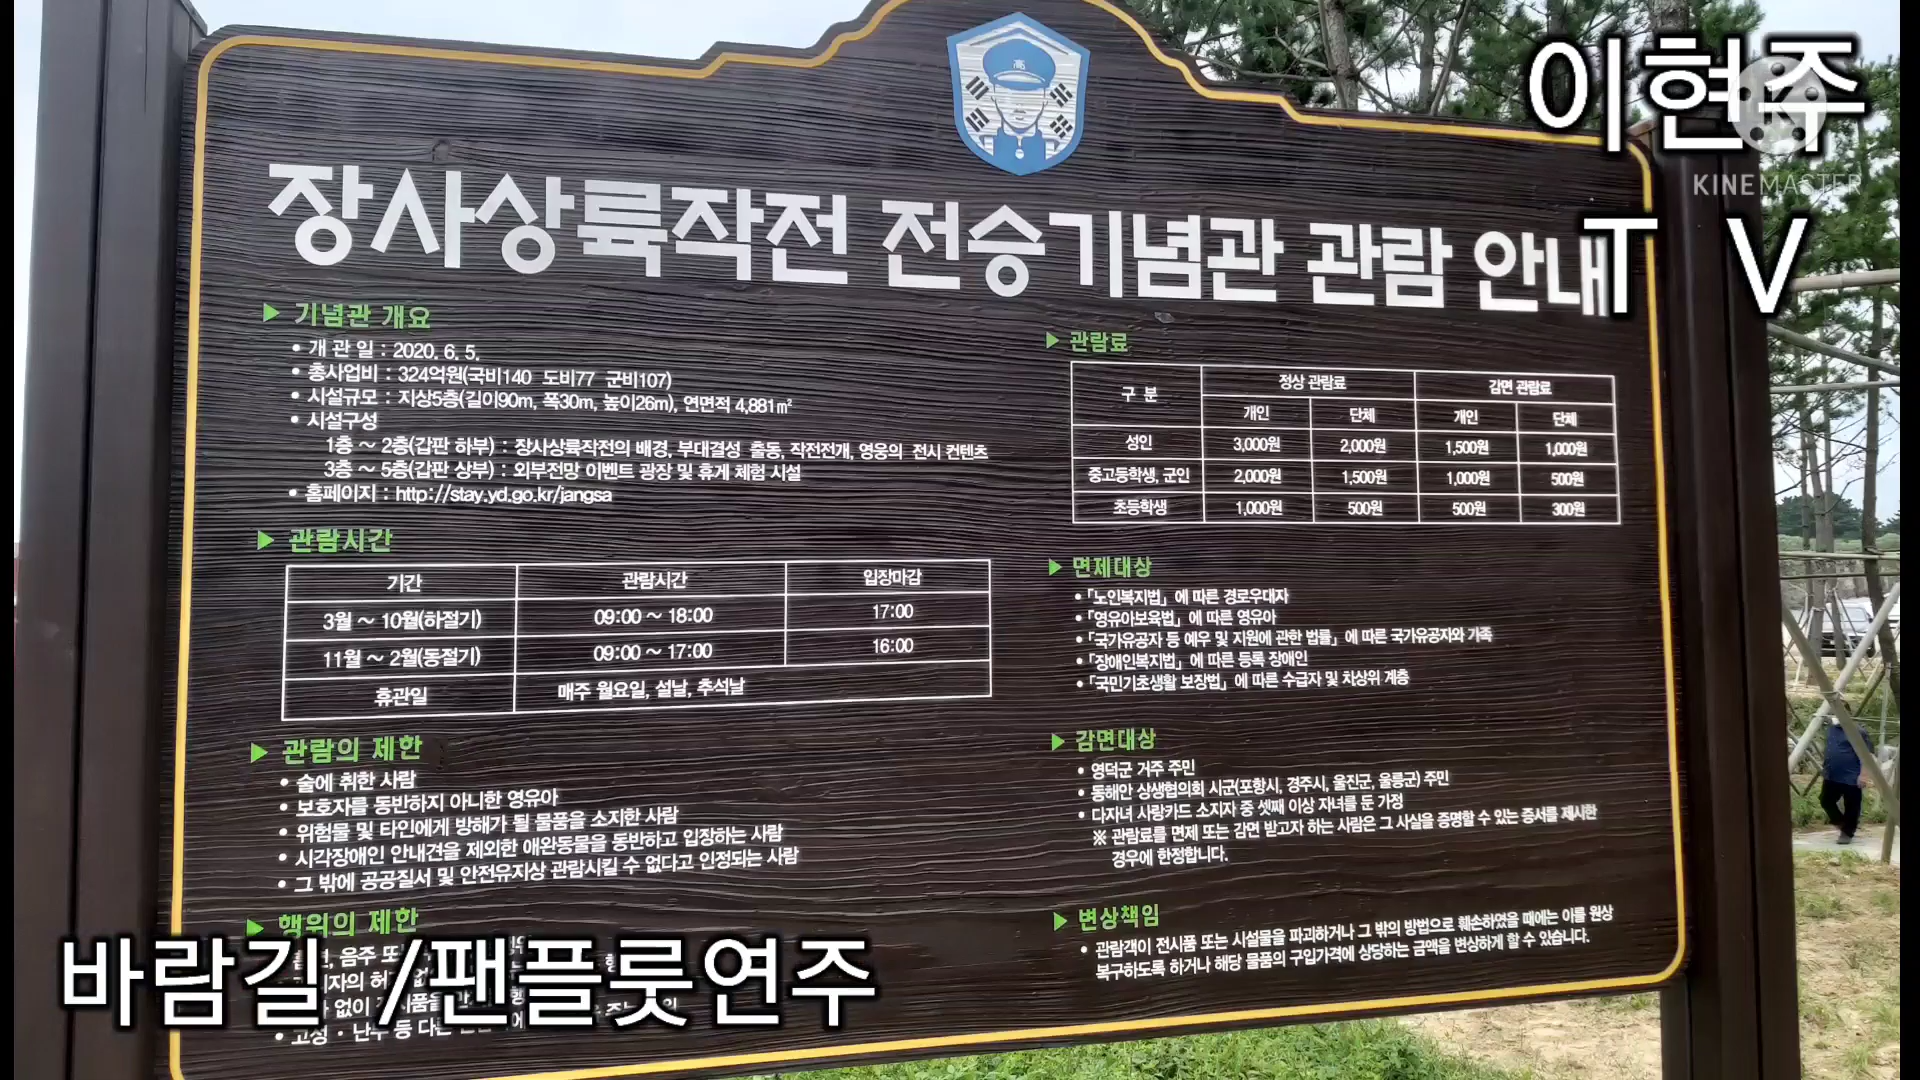 이현주
KINEMASTER
T V
高
장사상륙작전 전승기념관 관람 안내
▶ 기념관 개요
• 개 관 일 : 2020. 6. 5.
• 총사업비 : 324억원(국비140 도비77 군비107)
• 시설규모 : 지상5층(길이90m, 폭30m, 높이26m), 연면적 4,881㎡
• 시설구성
1층 ~ 2층(갑판 하부) : 장사상륙작전의 배경, 부대결성 출동, 작전전개, 영웅의 전시 컨텐츠
3층 ~ 5층(갑판 상부) : 외부전망 이벤트 광장 및 휴게 체험 시설
• 홈페이지 : http://stay.yd.go.kr/jangsa
▶ 관람시간
기간 관람시간 입장마감
3월 ~ 10월(하절기) 09:00 ~ 18:00 17:00
11월 ~ 2월(동절기) 09:00 ~ 17:00 16:00
휴관일 매주 월요일, 설날, 추석날
▶ 관람의 제한
• 술에 취한 사람
• 보호자를 동반하지 아니한 영유아
• 위험물 및 타인에게 방해가 될 물품을 소지한 사람
• 시각장애인 안내견을 제외한 애완동물을 동반하고 입장하는 사람
• 그 밖에 공공질서 및 안전유지상 관람시킬 수 없다고 인정되는 사람
▶ 행위의 제한
음주
없이
• 고성 · 난무 등
▶ 관람료
구 분 정상 관람료 감면 관람료
개인 단체 개인 단체
성인 3,000원 2,000원 1,500원 1,000원
중고등학생, 군인 2,000원 1,500원 1,000원 500원
초등학생 1,000원 500원 500원 300원
▶ 면제대상
• 「노인복지법」에 따른 경로우대자
• 「영유아보육법」에 따른 영유아
• 「국가유공자 등 예우 및 지원에 관한 법률」에 따른 국가유공자와 가족
• 「장애인복지법」에 따른 등록 장애인
• 「국민기초생활 보장법」에 따른 수급자 및 차상위 계층
▶ 감면대상
• 영덕군 거주 주민
• 동해안 상생협의회 시군(포항시, 경주시, 울진군, 울릉군) 주민
• 다자녀 사랑카드 소지자 중 셋째 이상 자녀를 둔 가정
※ 관람료를 면제 또는 감면 받고자 하는 사람은 그 사실을 증명할 수 있는 증서를 제시한
경우에 한정합니다.
▶ 변상책임
• 관람객이 전시품 또는 시설물을 파괴하거나 그 밖의 방법으로 훼손하였을 때에는 이를 원상
복구하도록 하거나 해당 물품의 구입가격에 상당하는 금액을 변상하게 할 수 있습니다.
바람길 /팬플룻연주